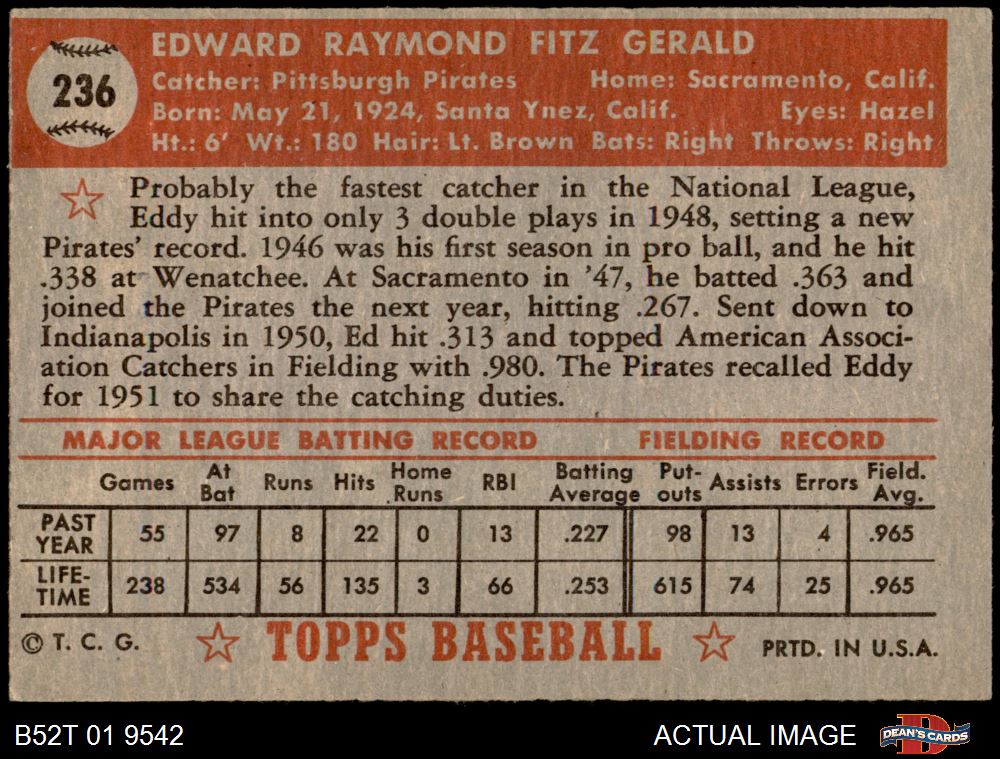 236
EDWARD RAYMOND FITZ GERALD
Catcher: Pittsburgh Pirates Home: Sacramento, Calif.
Born: May 21, 1924, Santa Ynez, Calif. Eyes: Hazel
Ht.: 6' Wt.: 180 Hair: Lt. Brown Bats: Right Throws: Right
Probably the fastest catcher in the National League,
Eddy hit into only 3 double plays in 1948, setting a new
Pirates' record. 1946 was his first season in pro ball, and he hit
.338 at Wenatchee. At Sacramento in '47, he batted .363 and
joined the Pirates the next year, hitting .267. Sent down to
Indianapolis in 1950, Ed hit .313 and topped American Associ-
ation Catchers in Fielding with .980. The Pirates recalled Eddy
for 1951 to share the catching duties.
MAJOR LEAGUE BATTING RECORD FIELDING RECORD
Games At Bat Runs Hits Home Runs RBI Batting Average Put-outs Assists Errors Field. Avg.
PAST YEAR 55 97 8 22 0 13 .227 98 13 4 .965
LIFE-TIME 238 534 56 135 3 66 .253 615 74 25 .965
© T. C. G. TOPPS BASEBALL PRTD. IN U.S.A.
B52T 01 9542 ACTUAL IMAGE D DEAN'S CARDS